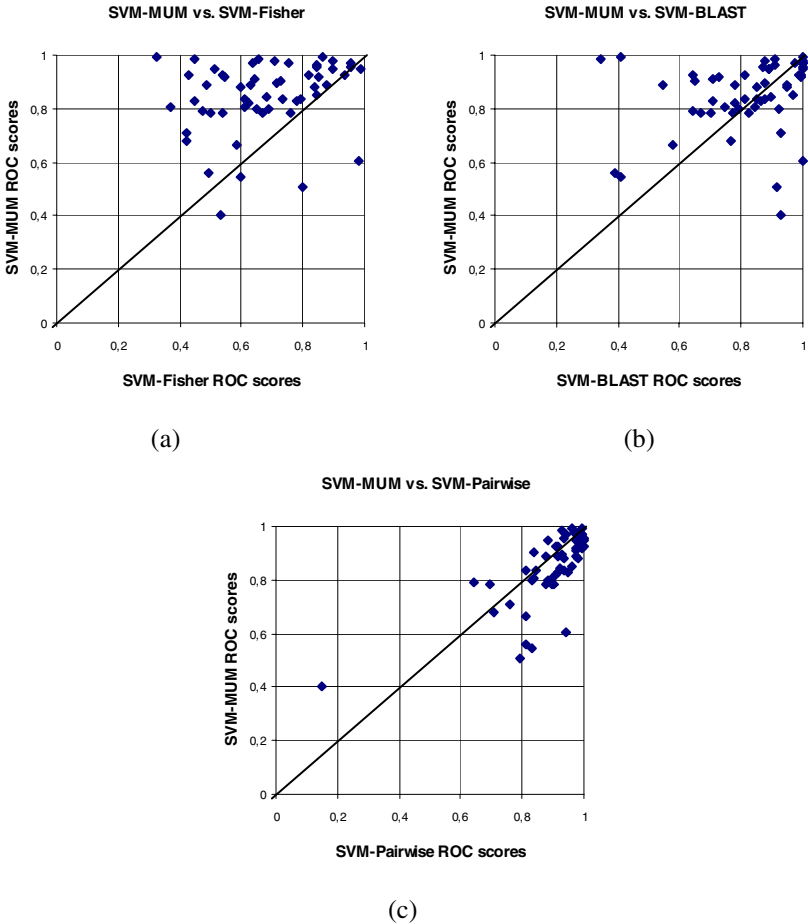 SVM-MUM vs. SVM-Fisher
SVM-MUM ROC scores
1
0,8
0,6
0,4
0,2
0
0 0,2 0,4 0,6 0,8 1
SVM-Fisher ROC scores
(a)
SVM-MUM vs. SVM-BLAST
SVM-MUM ROC scores
1
0,8
0,6
0,4
0,2
0
0 0,2 0,4 0,6 0,8 1
SVM-BLAST ROC scores
(b)
SVM-MUM vs. SVM-Pairwise
SVM-MUM ROC scores
1
0,8
0,6
0,4
0,2
0
0 0,2 0,4 0,6 0,8 1
SVM-Pairwise ROC scores
(c)